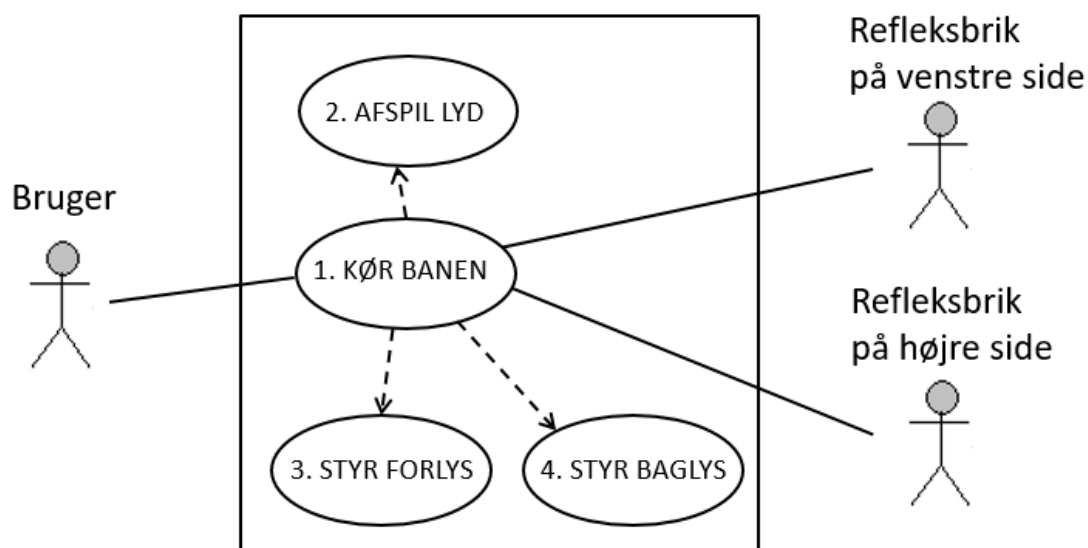 Refleksbrik
på venstre side
2. AFSPIL LYD
Bruger
1. KØR BANEN
Refleksbrik
på højre side
3. STYR FORLYS
4. STYR BAGLYS